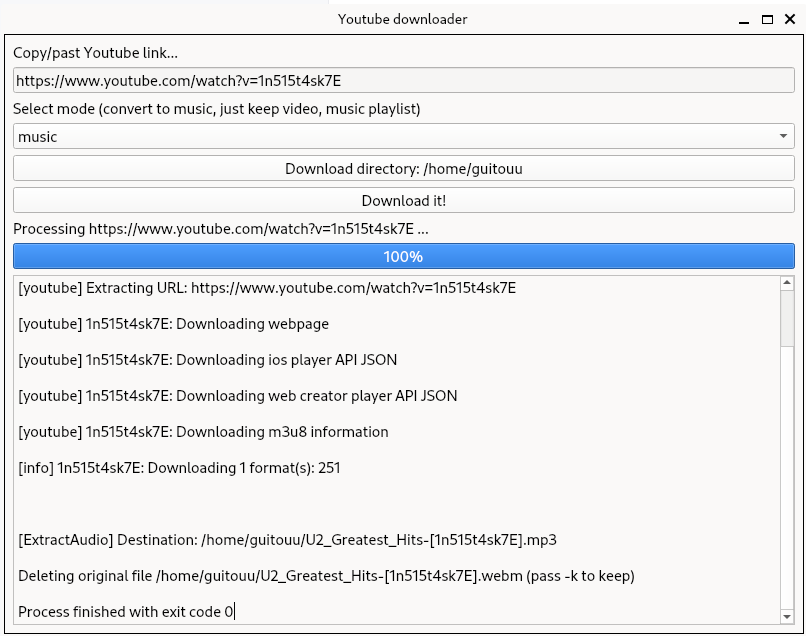 Youtube downloader
Copy/past Youtube link...
https://www.youtube.com/watch?v=1n515t4sk7E
Select mode (convert to music, just keep video, music playlist)
music
Download directory: /home/guitouu
Download it!
Processing https://www.youtube.com/watch?v=1n515t4sk7E ...
100%
[youtube] Extracting URL: https://www.youtube.com/watch?v=1n515t4sk7E
[youtube] 1n515t4sk7E: Downloading webpage
[youtube] 1n515t4sk7E: Downloading ios player API JSON
[youtube] 1n515t4sk7E: Downloading web creator player API JSON
[youtube] 1n515t4sk7E: Downloading m3u8 information
[info] 1n515t4sk7E: Downloading 1 format(s): 251
[ExtractAudio] Destination: /home/guitouu/U2_Greatest_Hits-[1n515t4sk7E].mp3
Deleting original file /home/guitouu/U2_Greatest_Hits-[1n515t4sk7E].webm (pass -k to keep)
Process finished with exit code 0